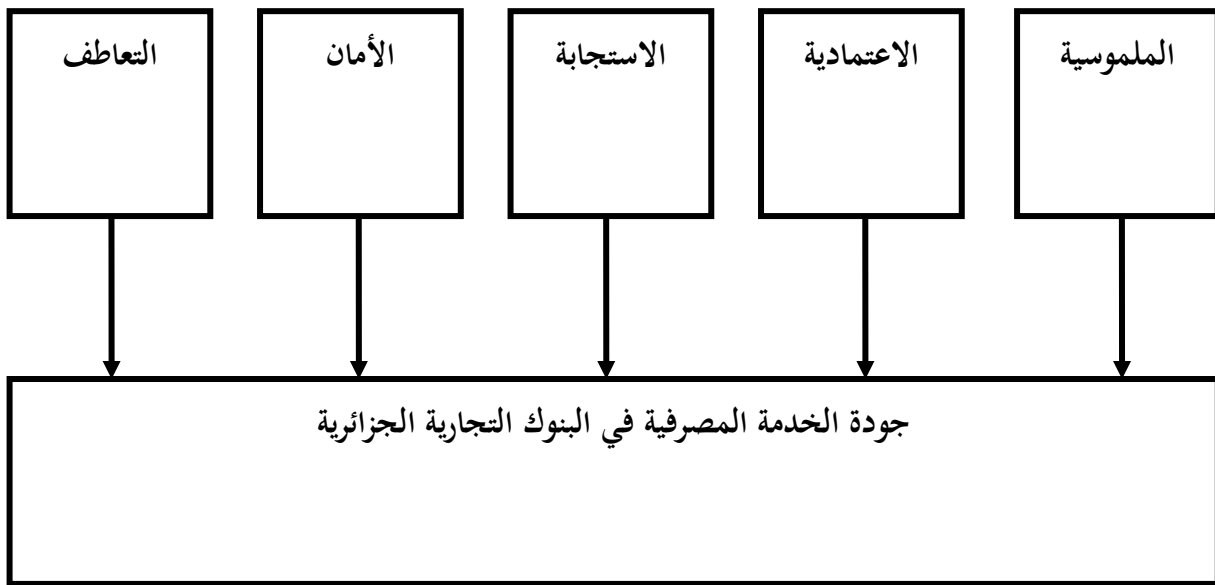 الملموسية
الاعتمادية
الاستجابة
الأمان
التعاطف
جودة الخدمة المصرفية في البنوك التجارية الجزائرية